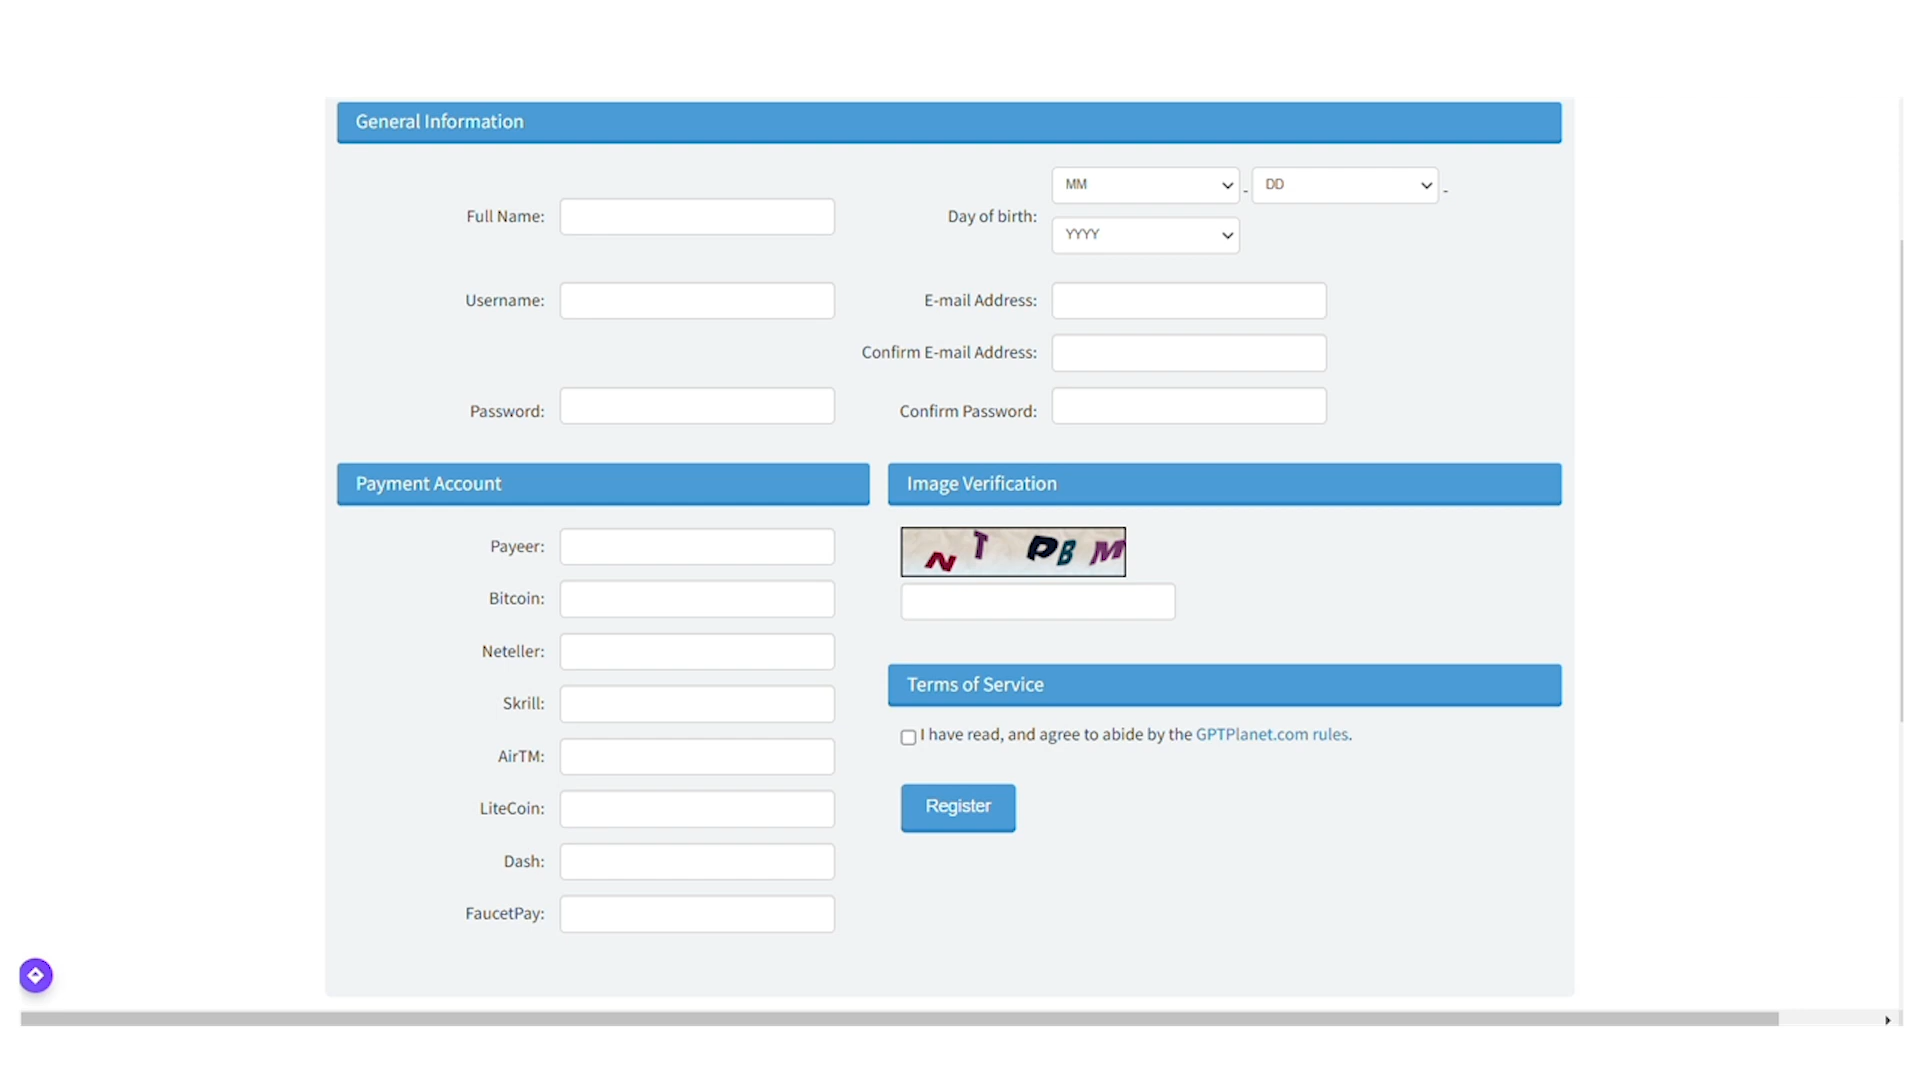 General Information
Full Name:
Day of birth:
MM - DD -
YYYY
Username:
E-mail Address:
Confirm E-mail Address:
Password:
Confirm Password:
Payment Account
Image Verification
Payeer:
N T P B M
Bitcoin:
Neteller:
Skrill:
Terms of Service
AirTM:
I have read, and agree to abide by the GPTPlanet.com rules.
LiteCoin:
Register
Dash:
FaucetPay: